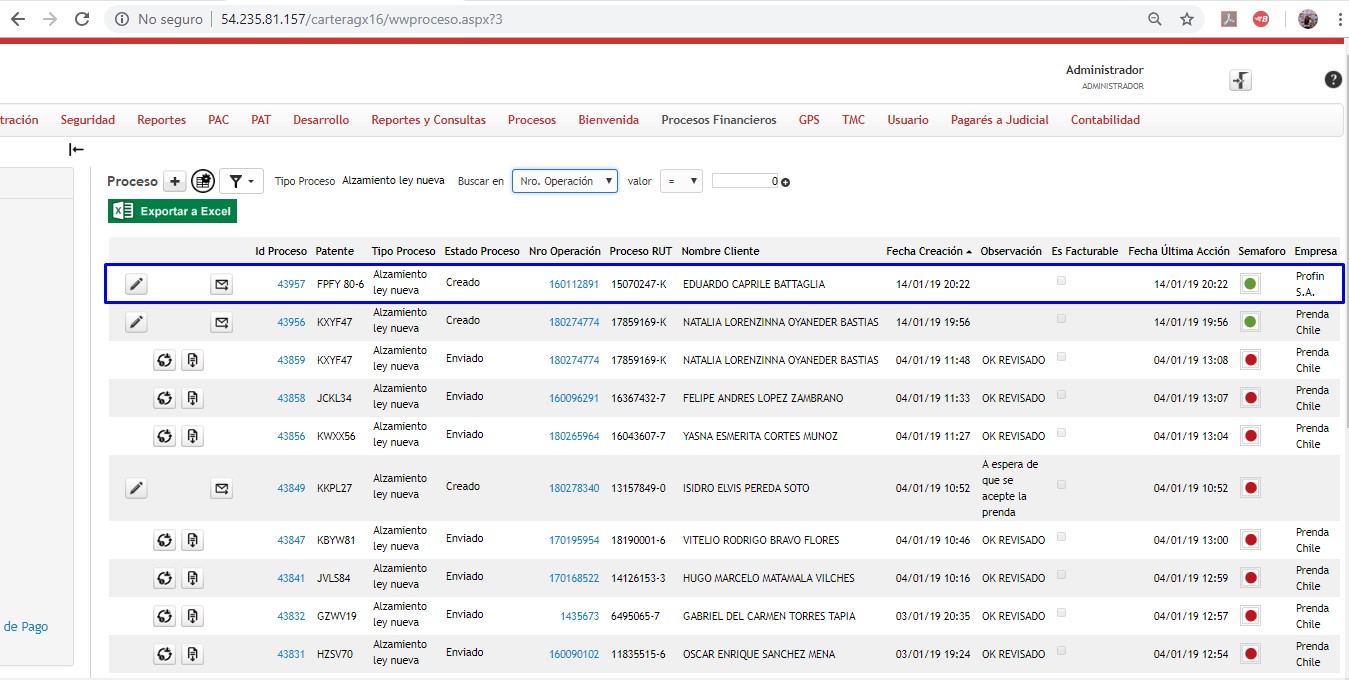 No seguro | 54.235.81.157/carteragx16/wwproceso.aspx?3
Administrador
ADMINISTRADOR
tración Seguridad Reportes PAC PAT Desarrollo Reportes y Consultas Procesos Bienvenida Procesos Financieros GPS TMC Usuario Pagarés a Judicial Contabilidad
Proceso Tipo Proceso Alzamiento ley nueva Buscar en Nro. Operación valor = 0
Exportar a Excel
Id Proceso Patente Tipo Proceso Estado Proceso Nro Operación Proceso RUT Nombre Cliente Fecha Creación Observación Es Facturable Fecha Última Acción Semaforo Empresa
43957 FPFY 80-6 Alzamiento ley nueva Creado 160112891 15070247-K EDUARDO CAPRILE BATTAGLIA 14/01/19 20:22 14/01/19 20:22 Profin S.A.
43956 KXYF47 Alzamiento ley nueva Creado 180274774 17859169-K NATALIA LORENZINNA OYANEDER BASTIAS 14/01/19 19:56 14/01/19 19:56 Prenda Chile
43859 KXYF47 Alzamiento ley nueva Enviado 180274774 17859169-K NATALIA LORENZINNA OYANEDER BASTIAS 04/01/19 11:48 OK REVISADO 04/01/19 13:08 Prenda Chile
43858 JCKL34 Alzamiento ley nueva Enviado 160096291 16367432-7 FELIPE ANDRES LOPEZ ZAMBRANO 04/01/19 11:33 OK REVISADO 04/01/19 13:07 Prenda Chile
43856 KWXX56 Alzamiento ley nueva Enviado 180265964 16043607-7 YASNA ESMERITA CORTES MUNOZ 04/01/19 11:27 OK REVISADO 04/01/19 13:04 Prenda Chile
43849 KKPL27 Alzamiento ley nueva Creado 180278340 13157849-0 ISIDRO ELVIS PEREDA SOTO 04/01/19 10:52 A espera de que se acepte la prenda 04/01/19 10:52
43847 KBYW81 Alzamiento ley nueva Enviado 170195954 18190001-6 VITELIO RODRIGO BRAVO FLORES 04/01/19 10:46 OK REVISADO 04/01/19 13:00 Prenda Chile
43841 JVLS84 Alzamiento ley nueva Enviado 170168522 14126153-3 HUGO MARCELO MATAMALA VILCHES 04/01/19 10:16 OK REVISADO 04/01/19 12:59 Prenda Chile
43832 GZWV19 Alzamiento ley nueva Enviado 1435673 6495065-7 GABRIEL DEL CARMEN TORRES TAPIA 03/01/19 20:35 OK REVISADO 04/01/19 12:57 Prenda Chile
de Pago
43831 HZSV70 Alzamiento ley nueva Enviado 160090102 11835515-6 OSCAR ENRIQUE SANCHEZ MENA 03/01/19 19:24 OK REVISADO 04/01/19 12:54 Prenda Chile